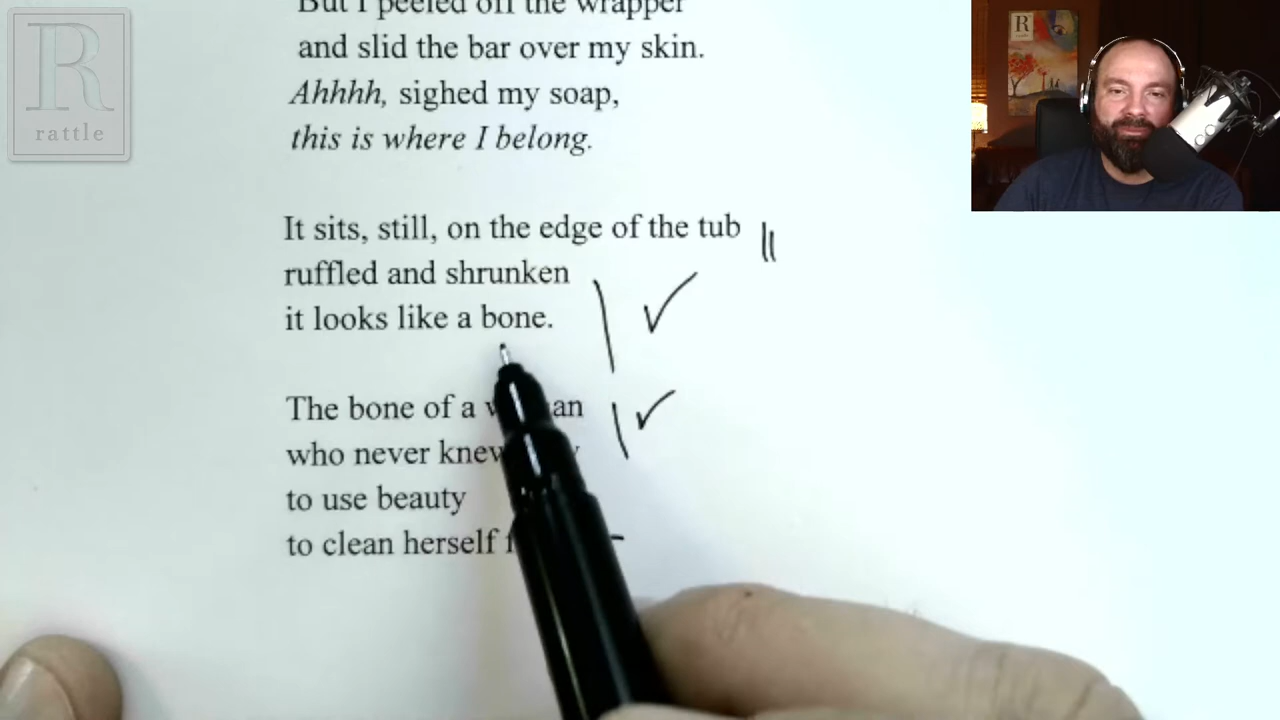 But I peeled off the wrapper
and slid the bar over my skin.
Ahhhh, sighed my soap,
this is where I belong.
It sits, still, on the edge of the tub
ruffled and shrunken
it looks like a bone.
The bone of a
who never knew
to use beauty
to clean herself
R
rattle
R